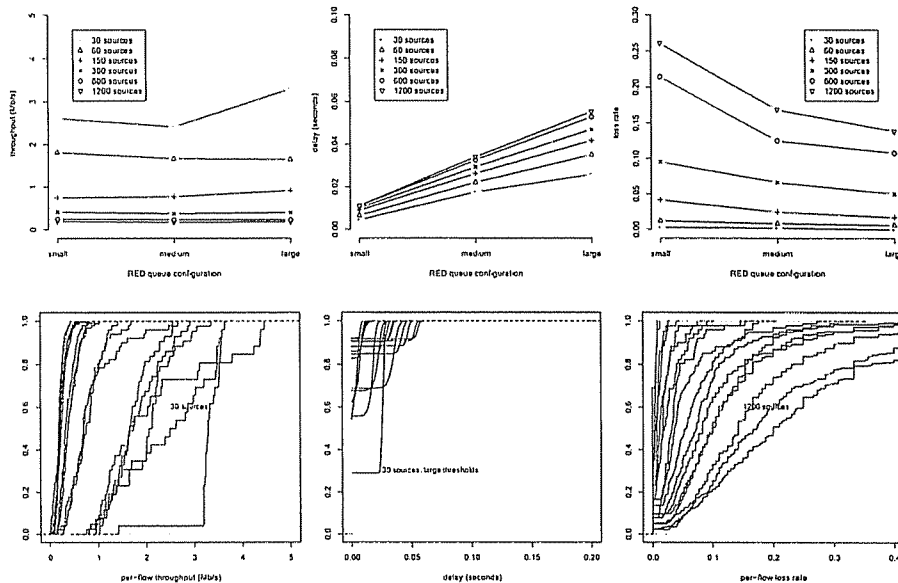 throughput (Mb/s)
0 1 2 3 4 5
30 sources
60 sources
150 sources
300 sources
600 sources
1200 sources
small medium large
RED queue configuration
delay (seconds)
0.00 0.02 0.04 0.06 0.08 0.10
30 sources
60 sources
150 sources
300 sources
600 sources
1200 sources
small medium large
RED queue configuration
loss rate
0.00 0.05 0.10 0.15 0.20 0.25 0.30
30 sources
60 sources
150 sources
300 sources
600 sources
1200 sources
small medium large
RED queue configuration
0.0 0.2 0.4 0.6 0.8 1.0
30 sources
0 1 2 3 4 5
per-flow throughput (Mb/s)
0.0 0.2 0.4 0.6 0.8 1.0
30 sources, large thresholds
0.00 0.05 0.10 0.15 0.20
delay (seconds)
0.0 0.2 0.4 0.6 0.8 1.0
1200 sources
0.0 0.1 0.2 0.3 0.4
per-flow loss rate